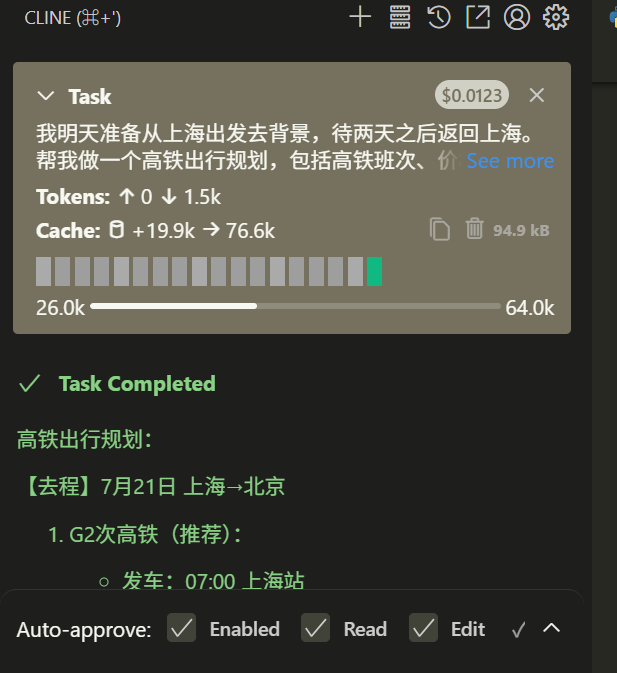 CLINE (⌘+')
Task
$0.0123
我明天准备从上海出发去背景，待两天之后返回上海。
帮我做一个高铁出行规划，包括高铁班次、价 See more
Tokens: ↑ 0 ↓ 1.5k
Cache: +19.9k → 76.6k
94.9 kB
26.0k
64.0k
Task Completed
高铁出行规划：
【去程】7月21日 上海→北京
1. G2次高铁（推荐）：
○ 发车：07:00 上海站
Auto-approve: Enabled Read Edit